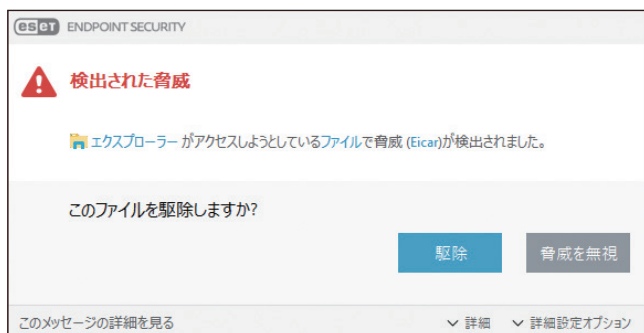 eset ENDPOINT SECURITY
検出された脅威
エクスプローラー がアクセスしようとしているファイルで脅威 (Eicar)が検出されました。
このファイルを駆除しますか?
駆除 脅威を無視
このメッセージの詳細を見る 詳細 詳細設定オプション